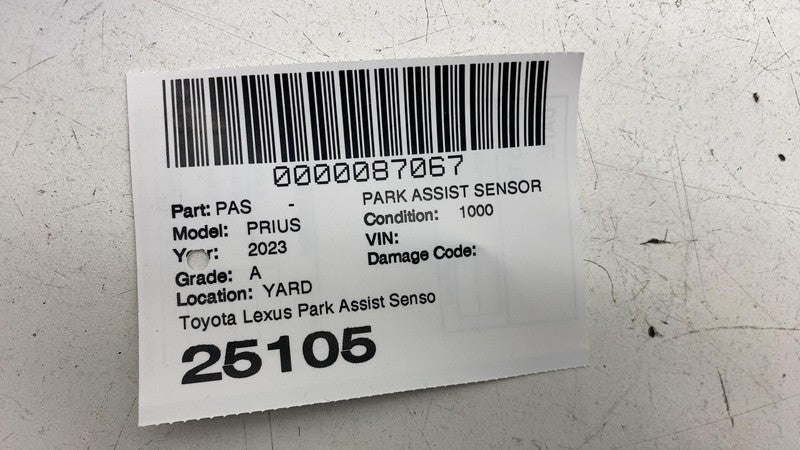 0000087067
Part: PAS - PARK ASSIST SENSOR
Model: PRIUS Condition: 1000
Year: 2023 VIN:
Grade: A Damage Code:
Location: YARD
Toyota Lexus Park Assist Senso
25105